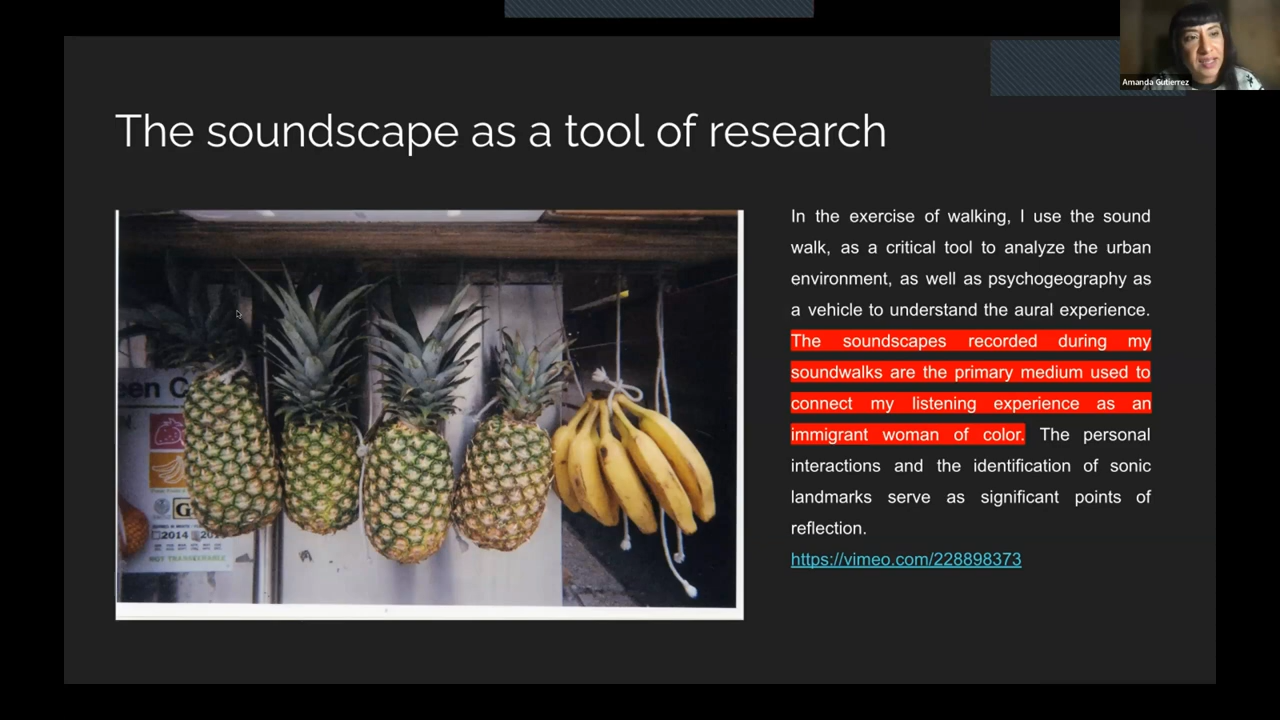 Amanda Gutierrez
The soundscape as a tool of research
In the exercise of walking, I use the sound
walk, as a critical tool to analyze the urban
environment, as well as psychogeography as
a vehicle to understand the aural experience.
The soundscapes recorded during my
soundwalks are the primary medium used to
connect my listening experience as an
immigrant woman of color. The personal
interactions and the identification of sonic
landmarks serve as significant points of
reflection.
https://vimeo.com/228898373
een C
G
2014
NOT TRANSFERABLE